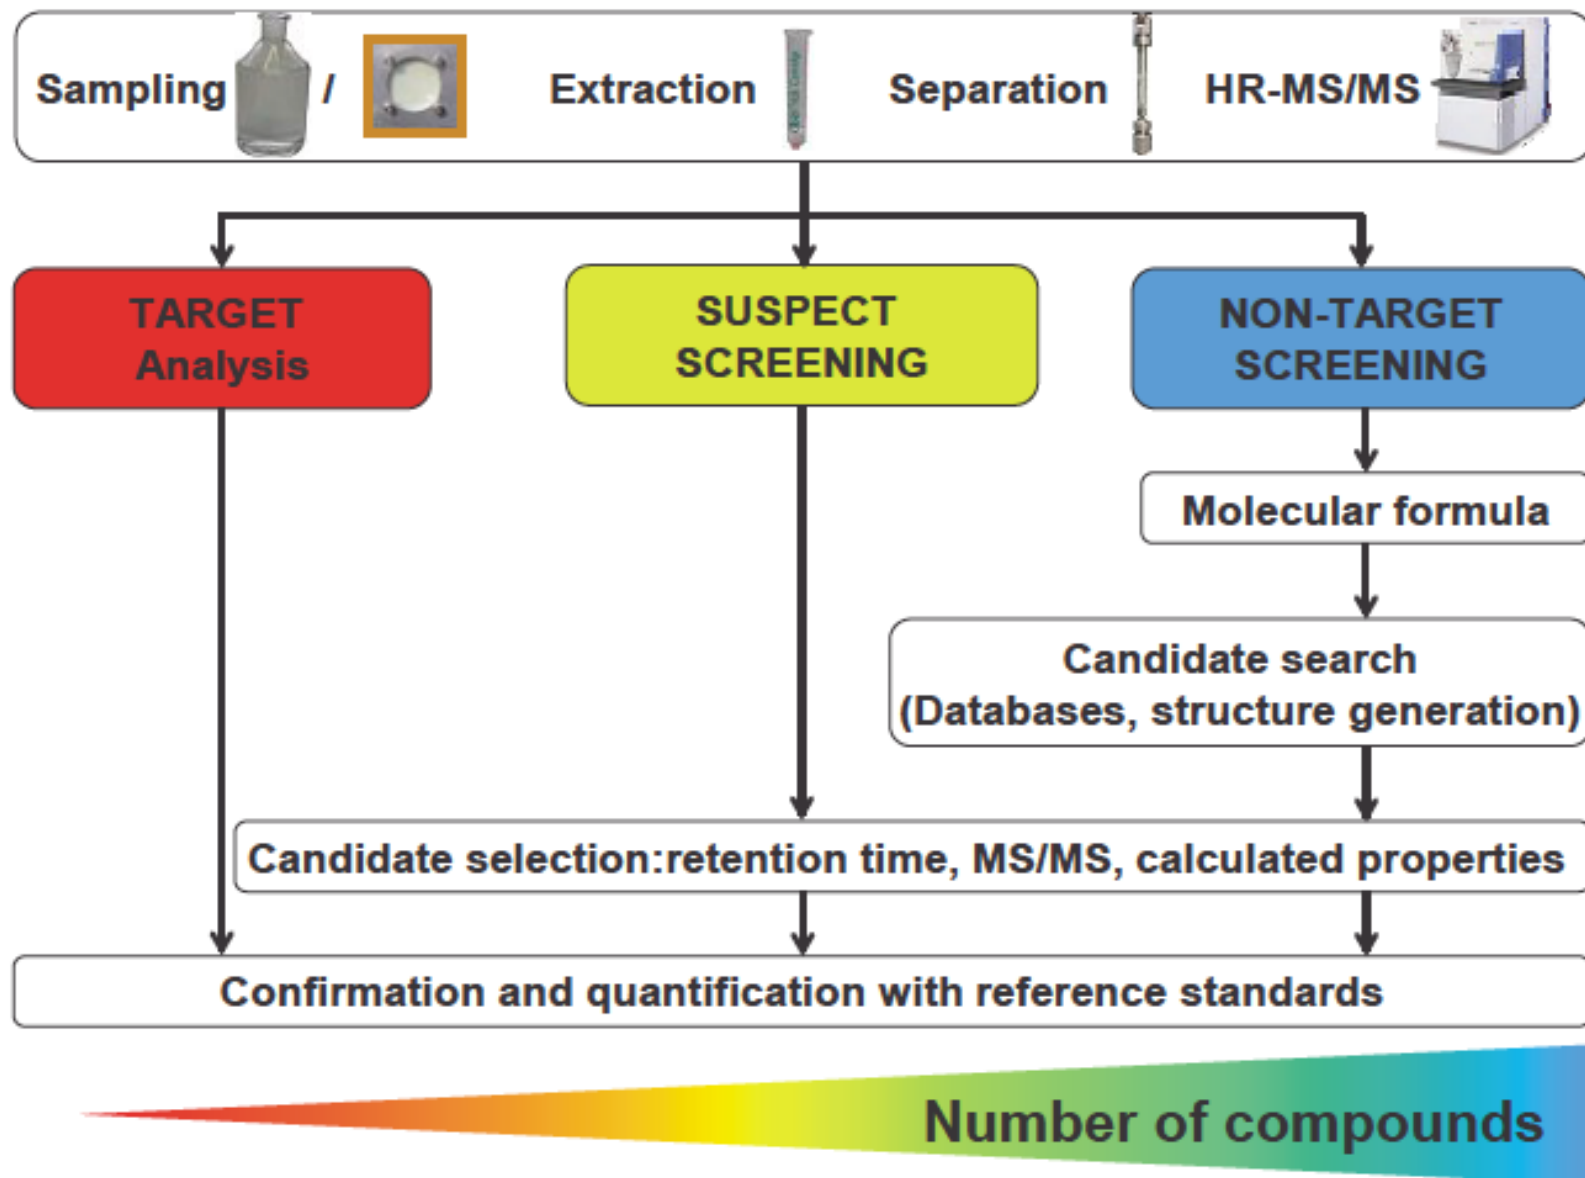 Sampling / Extraction Separation HR-MS/MS
TARGET
Analysis
SUSPECT
SCREENING
NON-TARGET
SCREENING
Molecular formula
Candidate search
(Databases, structure generation)
Candidate selection:retention time, MS/MS, calculated properties
Confirmation and quantification with reference standards
Number of compounds